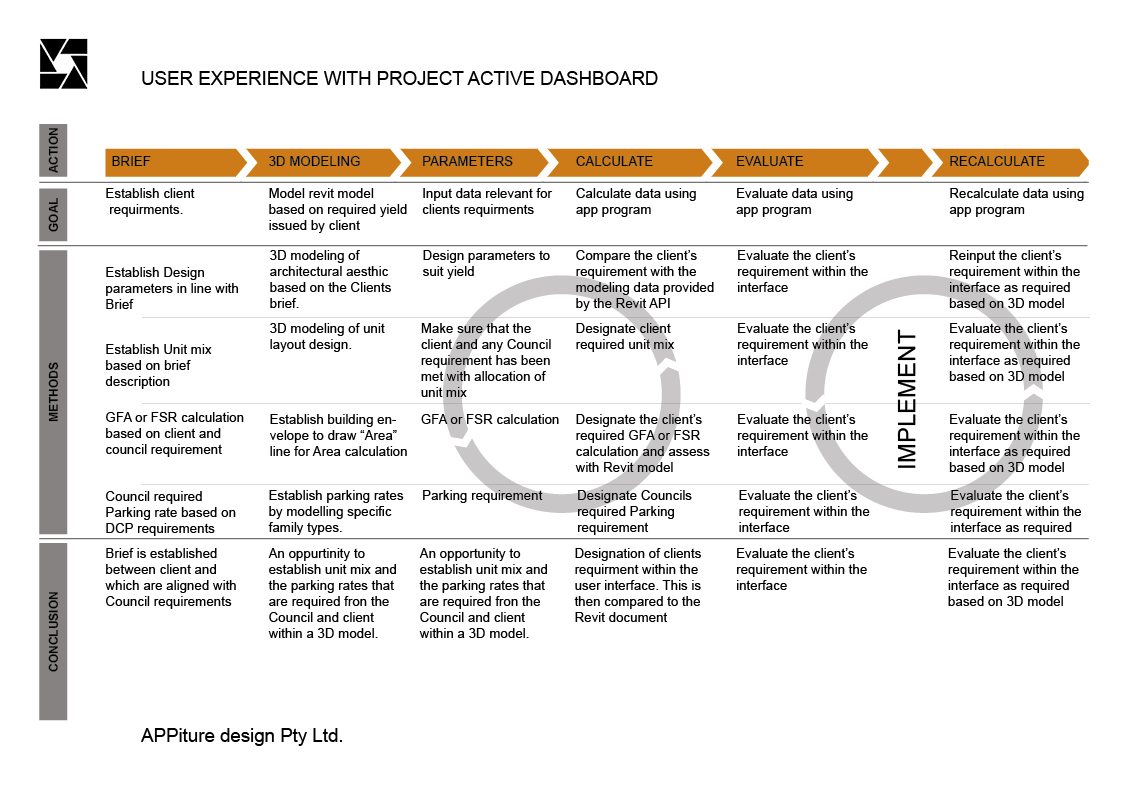 USER EXPERIENCE WITH PROJECT ACTIVE DASHBOARD
ACTION
BRIEF
3D MODELING
PARAMETERS
CALCULATE
EVALUATE
RECALCULATE
GOAL
Establish client
requirments.
Model revit model
based on required yield
issued by client
Input data relevant for
clients requirments
Calculate data using
app program
Evaluate data using
app program
Recalculate data using
app program
METHODS
Establish Design
parameters in line with
Brief
3D modeling of
architectural aesthic
based on the Clients
brief.
Design parameters to
suit yield
Compare the client's
requirement with the
modeling data provided
by the Revit API
Evaluate the client's
requirement within the
interface
Reinput the client's
requirement within the
interface as required
based on 3D model
Establish Unit mix
based on brief
description
3D modeling of unit
layout design.
Make sure that the
client and any Council
requirement has been
met with allocation of
unit mix
Designate client
required unit mix
Evaluate the client's
requirement within the
interface
IMPLEMENT
Evaluate the client's
requirement within the
interface as required
based on 3D model
GFA or FSR calculation
based on client and
council requirement
Establish building en-
velope to draw “Area”
line for Area calculation
GFA or FSR calculation
Designate the client's
required GFA or FSR
calculation and assess
with Revit model
Evaluate the client's
requirement within the
interface
Evaluate the client's
requirement within the
interface as required
based on 3D model
Council required
Parking rate based on
DCP requirements
Establish parking rates
by modelling specific
family types.
Parking requirement
Designate Councils
required Parking
requirement
Evaluate the client's
requirement within the
interface
Evaluate the client's
requirement within the
interface as required
CONCLUSION
Brief is established
between client and
which are aligned with
Council requirements
An oppurtinity to
establish unit mix and
the parking rates that
are required fron the
Council and client
within a 3D model.
An opportunity to
establish unit mix and
the parking rates that
are required fron the
Council and client
within a 3D model.
Designation of clients
requirment within the
user interface. This is
then compared to the
Revit document
Evaluate the client's
requirement within the
interface
Evaluate the client's
requirement within the
interface as required
based on 3D model
APPiture design Pty Ltd.